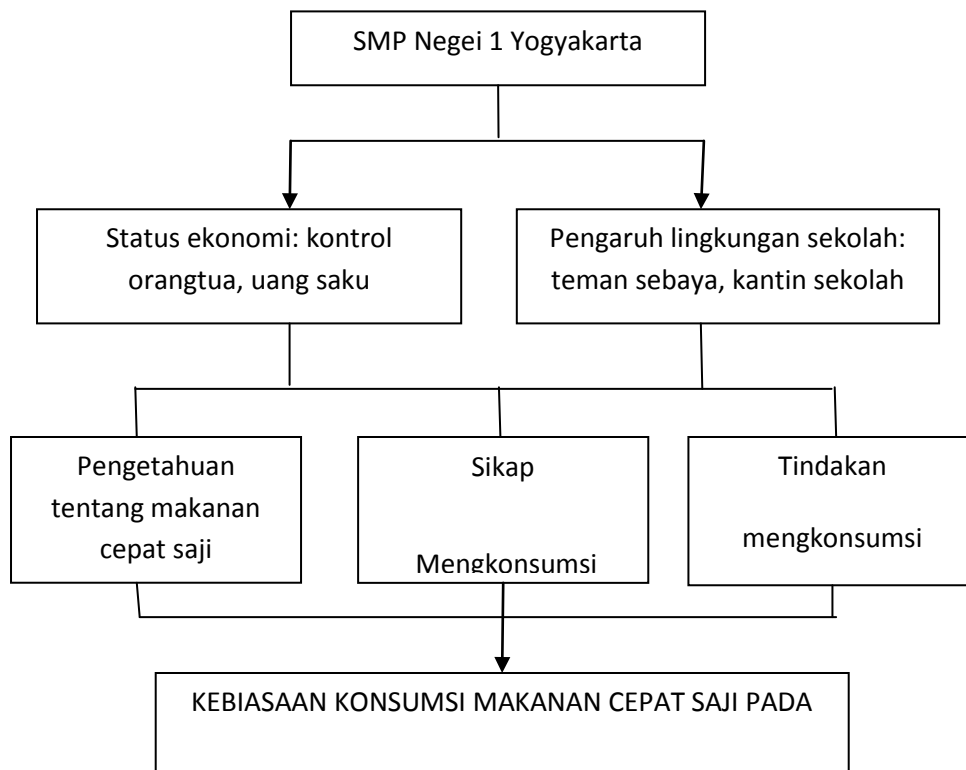 SMP Negei 1 Yogyakarta
Status ekonomi: kontrol
orangtua, uang saku
Pengaruh lingkungan sekolah:
teman sebaya, kantin sekolah
Pengetahuan
tentang makanan
cepat saji
Sikap
Mengkonsumsi
Tindakan
mengkonsumsi
KEBIASAAN KONSUMSI MAKANAN CEPAT SAJI PADA